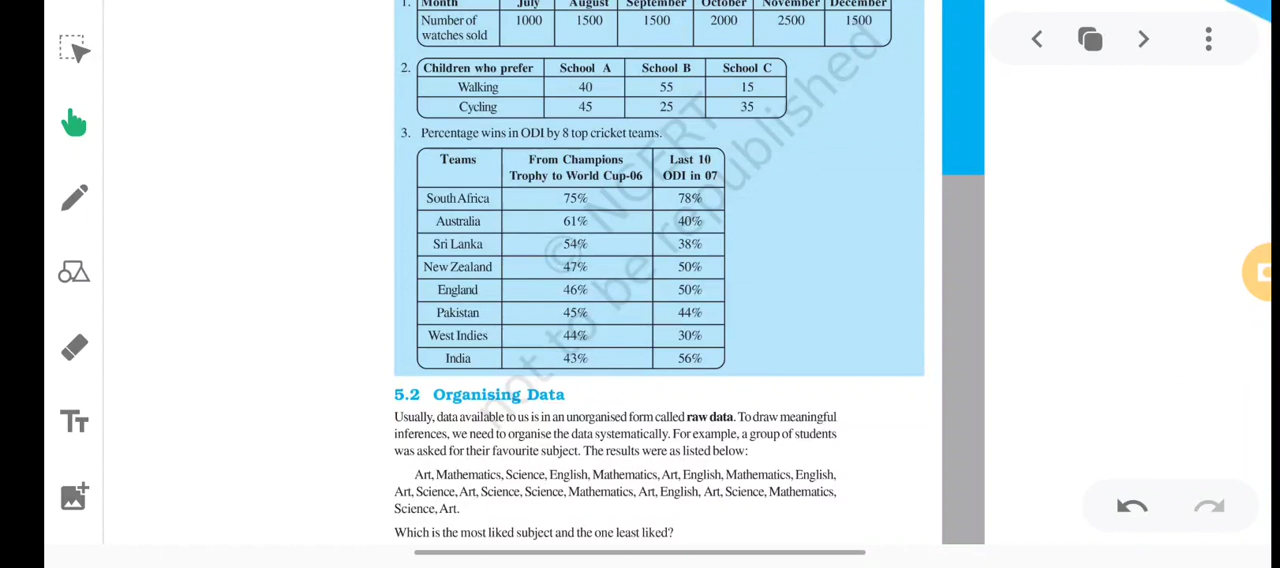 1. Month July August September October November December
Number of 1000 1500 1500 2000 2500 1500
watches sold
2. Children who prefer School A School B School C
Walking 40 55 15
Cycling 45 25 35
3. Percentage wins in ODI by 8 top cricket teams.
Teams From Champions Last 10
Trophy to World Cup-06 ODI in 07
South Africa 75% 78%
Australia 61% 40%
Sri Lanka 54% 38%
New Zealand 47% 50%
England 46% 50%
Pakistan 45% 44%
West Indies 44% 30%
India 43% 56%
© NCERT
not to be republished
5.2 Organising Data
Usually, data available to us is in an unorganised form called raw data. To draw meaningful
inferences, we need to organise the data systematically. For example, a group of students
was asked for their favourite subject. The results were as listed below:
Art, Mathematics, Science, English, Mathematics, Art, English, Mathematics, English,
Art, Science, Art, Science, Science, Mathematics, Art, English, Art, Science, Mathematics,
Science, Art.
Which is the most liked subject and the one least liked?
Tт